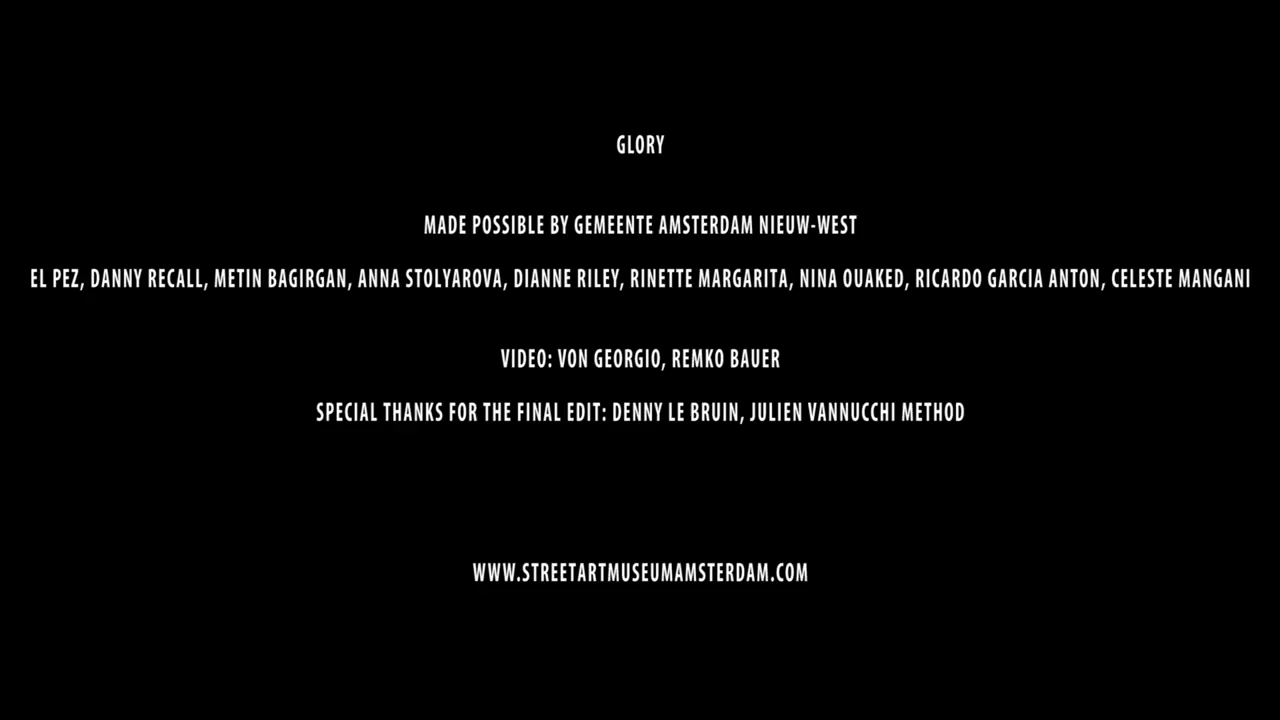 GLORY
MADE POSSIBLE BY GEMEENTE AMSTERDAM NIEUW-WEST
EL PEZ, DANNY RECALL, METIN BAGIRGAN, ANNA STOLYAROVA, DIANNE RILEY, RINETTE MARGARITA, NINA OUAKED, RICARDO GARCIA ANTON, CELESTE MANGANI
VIDEO: VON GEORGIO, REMKO BAUER
SPECIAL THANKS FOR THE FINAL EDIT: DENNY LE BRUIN, JULIEN VANNUCCHI METHOD
WWW.STREETARTMUSEUMAMSTERDAM.COM